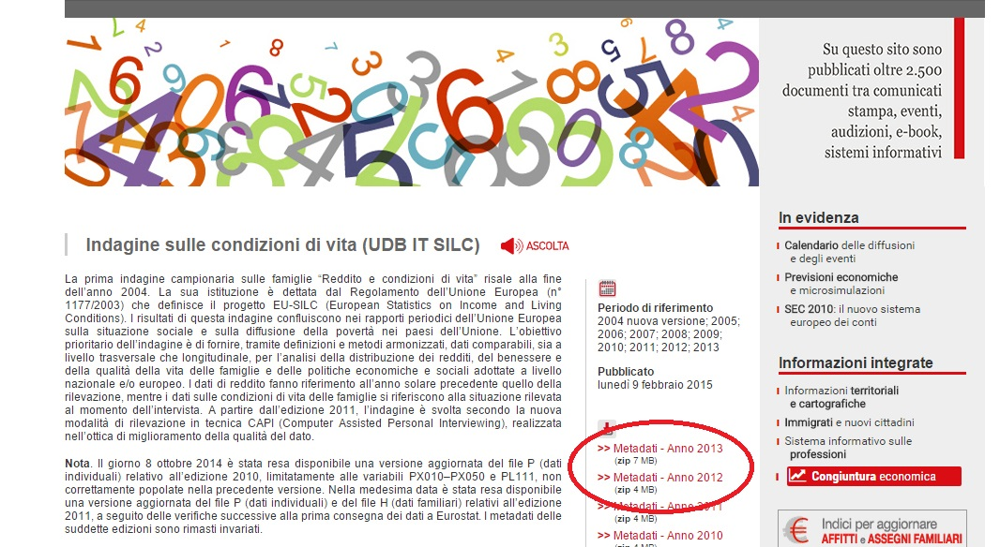 Su questo sito sono
pubblicati oltre 2.500
documenti tra comunicati
stampa, eventi,
audizioni, e-book,
sistemi informativi
Indagine sulle condizioni di vita (UDB IT SILC)
ASCOLTA
La prima indagine campionaria sulle famiglie “Reddito e condizioni di vita” risale alla fine
dell’anno 2004. La sua istituzione è dettata dal Regolamento dell’Unione Europea (n°
1177/2003) che definisce il progetto EU-SILC (European Statistics on Income and Living
Conditions). I risultati di questa indagine confluiscono nei rapporti periodici dell’Unione Europea
sulla situazione sociale e sulla diffusione della povertà nei paesi dell’Unione. L’obiettivo
prioritario dell’indagine è di fornire, tramite definizioni e metodi armonizzati, dati comparabili, sia a
livello trasversale che longitudinale, per l’analisi della distribuzione dei redditi, del benessere e
della qualità della vita delle famiglie e delle politiche economiche e sociali adottate a livello
nazionale e/o europeo. I dati di reddito fanno riferimento all’anno solare precedente quello della
rilevazione, mentre i dati sulle condizioni di vita delle famiglie si riferiscono alla situazione rilevata
al momento dell’intervista. A partire dall’edizione 2011, l’indagine è svolta secondo la nuova
modalità di rilevazione in tecnica CAPI (Computer Assisted Personal Interviewing), realizzata
nell’ottica di miglioramento della qualità del dato.
Nota. Il giorno 8 ottobre 2014 è stata resa disponibile una versione aggiornata del file P (dati
individuali) relativo all’edizione 2010, limitatamente alle variabili PX010–PX050 e PL111, non
correttamente popolate nella precedente versione. Nella medesima data è stata resa disponibile
una versione aggiornata del file P (dati individuali) e del file H (dati familiari) relativi all’edizione
2011, a seguito delle verifiche successive alla prima consegna dei dati a Eurostat. I metadati delle
suddette edizioni sono rimasti invariati.
Periodo di riferimento
2004 nuova versione; 2005;
2006; 2007; 2008; 2009;
2010; 2011; 2012; 2013
Pubblicato
lunedì 9 febbraio 2015
>> Metadati - Anno 2013
(zip 7 MB)
>> Metadati - Anno 2012
(zip 4 MB)
>> Metadati - Anno 2011
(zip 4 MB)
>> Metadati - Anno 2010
(zip 4 MB)
In evidenza
Calendario delle diffusioni
e degli eventi
Previsioni economiche
e microsimulazioni
SEC 2010: il nuovo sistema
europeo dei conti
Informazioni integrate
Informazioni territoriali
e cartografiche
Immigrati e nuovi cittadini
Sistema informativo sulle
professioni
Congiuntura economica
Indici per aggiornare
AFFITTI e ASSEGNI FAMILIARI